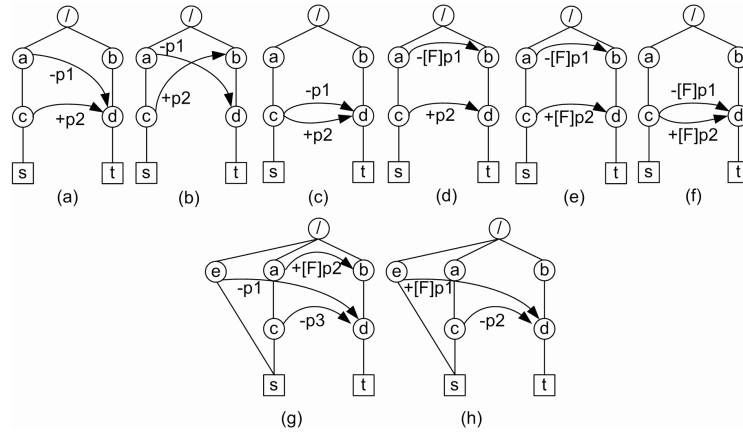 / / / / / /
a b a b a b a b a b a b
-p1 -p1 -[F]p1 -[F]p1
+p2 -p1 -[F]p1
c d c d c d c d c d c d
+p2 +p2 +p2 +[F]p2 +[F]p2
s t s t s t s t s t s t
(a) (b) (c) (d) (e) (f)
/ /
e a +[F]p2 b e a b
-p1 +[F]p1
c d c d
-p3 -p2
s t s t
(g) (h)